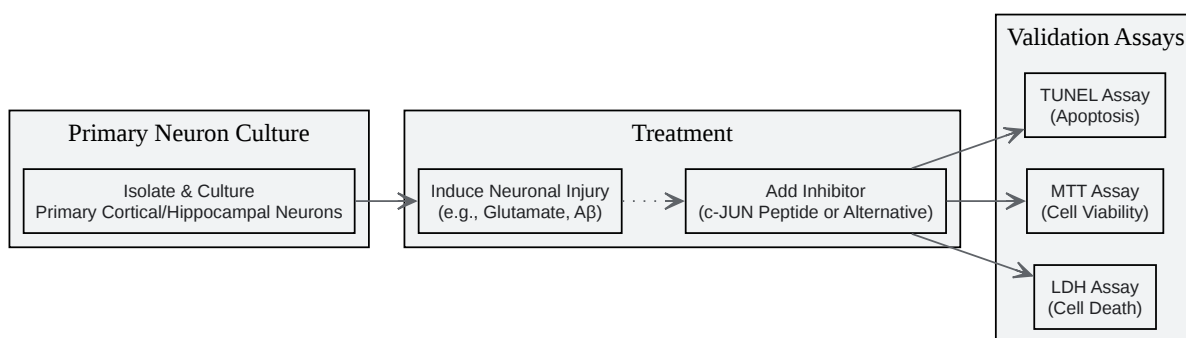 Primary Neuron Culture
Isolate & Culture
Primary Cortical/Hippocampal Neurons
Treatment
Induce Neuronal Injury
(e.g., Glutamate, Aβ)
Add Inhibitor
(c-JUN Peptide or Alternative)
Validation Assays
TUNEL Assay
(Apoptosis)
MTT Assay
(Cell Viability)
LDH Assay
(Cell Death)